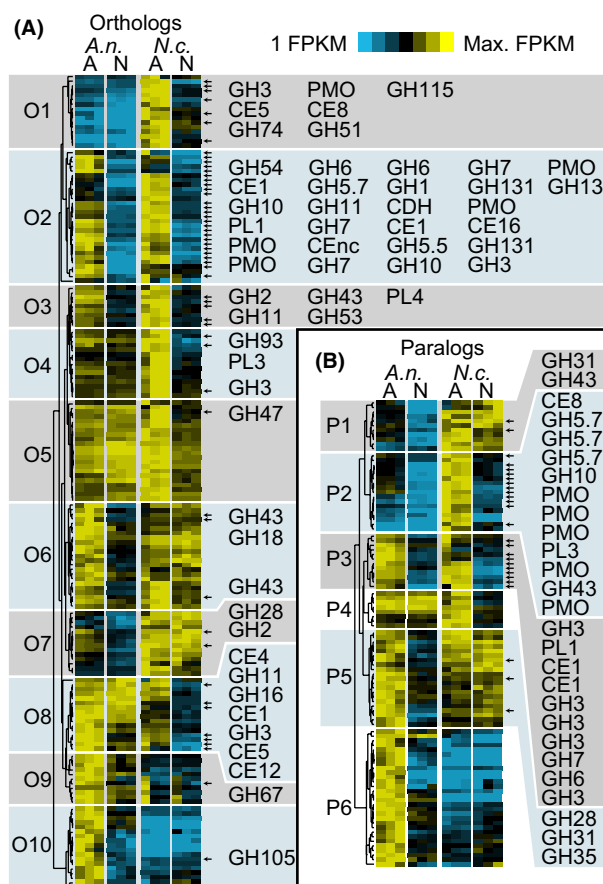 (A) Orthologs
1 FPKM Max. FPKM
A.n. N.c.
A N A N
O1
GH3 PMO GH115
CE5 CE8
GH74 GH51
O2
GH54 GH6 GH6 GH7 PMO
CE1 GH5.7 GH1 GH131 GH13
GH10 GH11 CDH PMO
PL1 GH7 CE1 CE16
PMO CEnc GH5.5 GH131
PMO GH7 GH10 GH3
O3
GH2 GH43 PL4
GH11 GH53
O4
GH93
PL3
GH3
O5
GH47
O6
GH43
GH18
GH43
O7
GH28
GH2
O8
CE4
GH11
GH16
CE1
GH3
CE5
CE12
O9
GH67
O10
GH105
(B) Paralogs
A.n. N.c.
A N A N
P1
P2
P3
P4
P5
P6
GH31
GH43
CE8
GH5.7
GH5.7
GH5.7
GH10
PMO
PMO
PMO
PL3
PMO
GH43
PMO
GH3
PL1
CE1
CE1
GH3
GH3
GH3
GH7
GH6
GH3
GH28
GH31
GH35